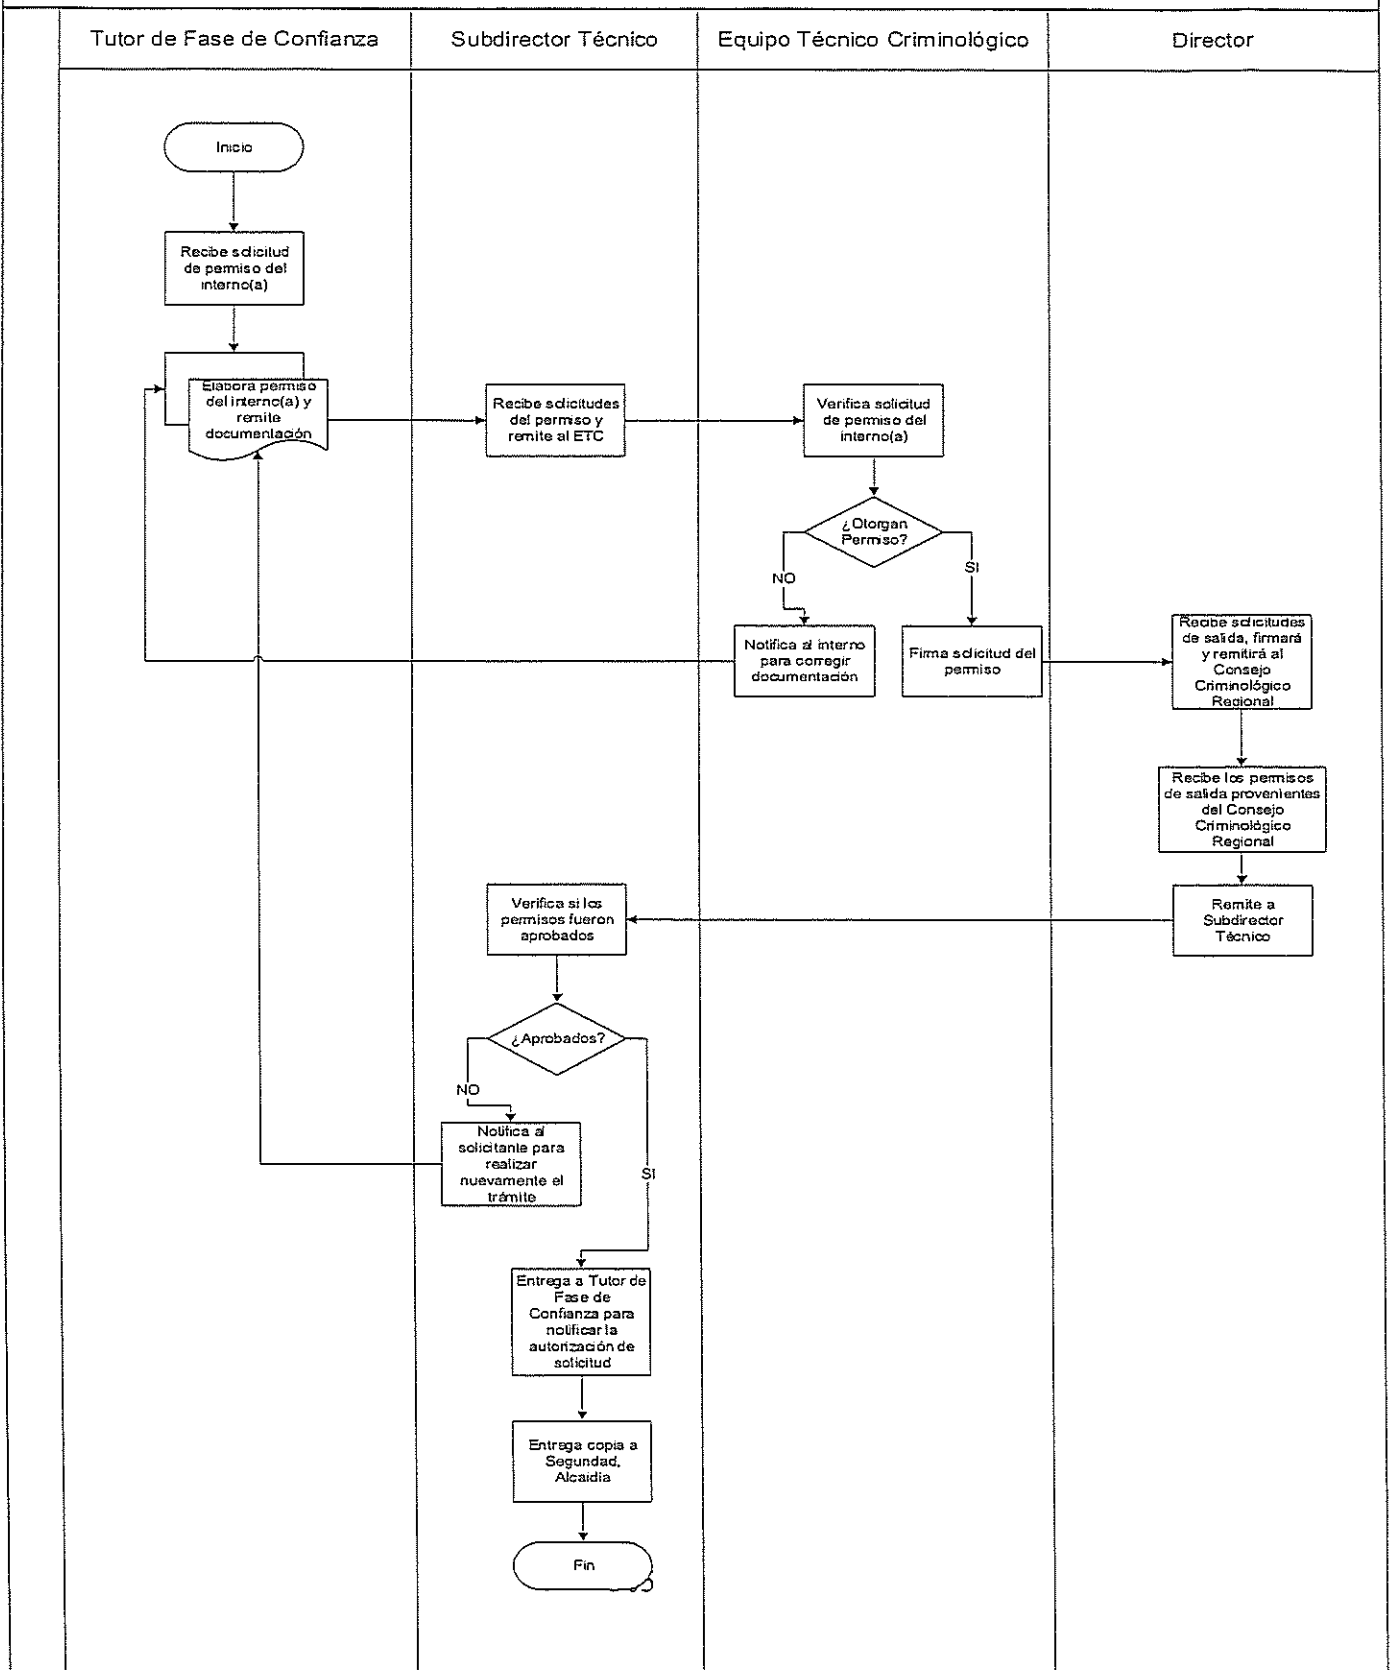 Tutor de Fase de Confianza
Subdirector Técnico
Equipo Técnico Criminológico
Director
Inicio
Recibe solicitud
de permiso del
interno(a)
Elabora permiso
del interno(a) y
remite
documentación
Recibe solicitudes
del permiso y
remite al ETC
Verifica solicitud
de permiso del
interno(a)
¿Otorgan
Permiso?
NO
SI
Notifica al interno
para corregir
documentación
Firma solicitud del
permiso
Recibe solicitudes
de salida, firmará
y remitirá al
Consejo
Criminológico
Regional
Recibe los permisos
de salida provenientes
del Consejo
Criminológico
Regional
Remite a
Subdirector
Técnico
Verifica si los
permisos fueron
aprobados
¿Aprobados?
NO
SI
Notifica al
solicitante para
realizar
nuevamente el
trámite
Entrega a Tutor de
Fase de
Confianza para
notificar la
autorización de
solicitud
Entrega copia a
Seguridad,
Alcaidía
Fin